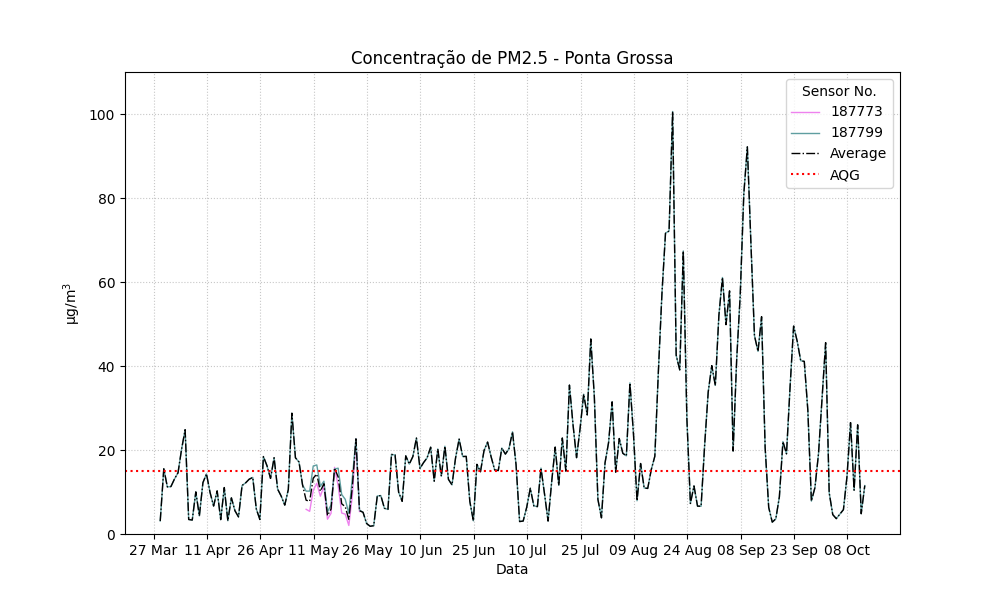 Concentração de PM2.5 - Ponta Grossa
Sensor No.
187773
187799
Average
AQG
100
80
60
40
20
0
µg/m³
27 Mar 11 Apr 26 Apr 11 May 26 May 10 Jun 25 Jun 10 Jul 25 Jul 09 Aug 24 Aug 08 Sep 23 Sep 08 Oct
Data